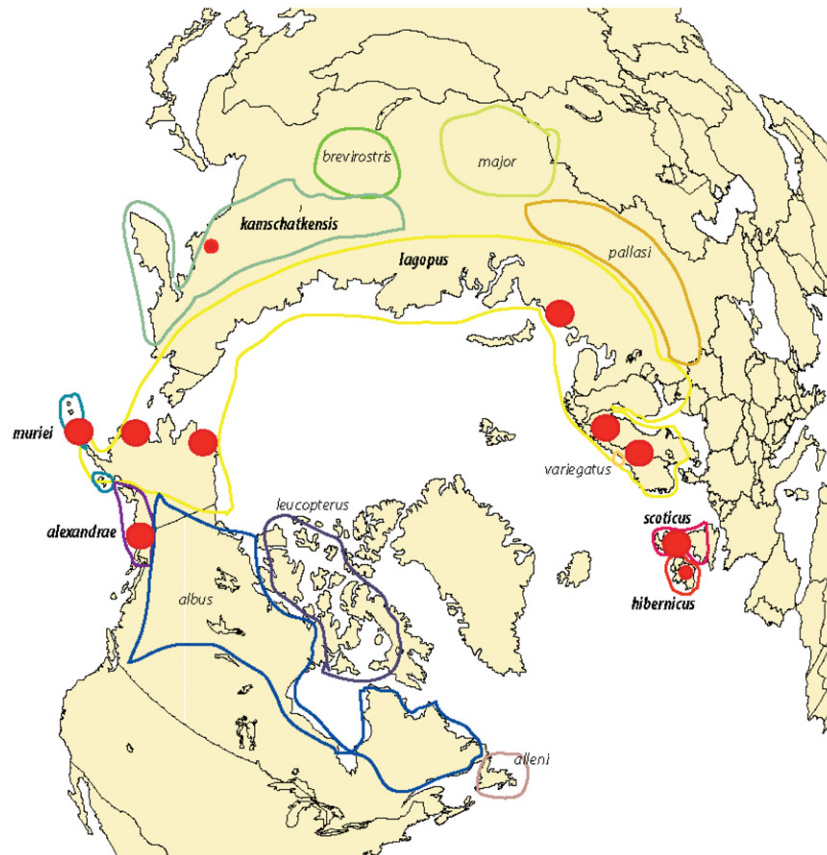 brevirostris
major
kamschatkensis
lagopus
pallasi
muriei
variegatus
leucopterus
scoticus
alexandrae
albus
hibernicus
alleni